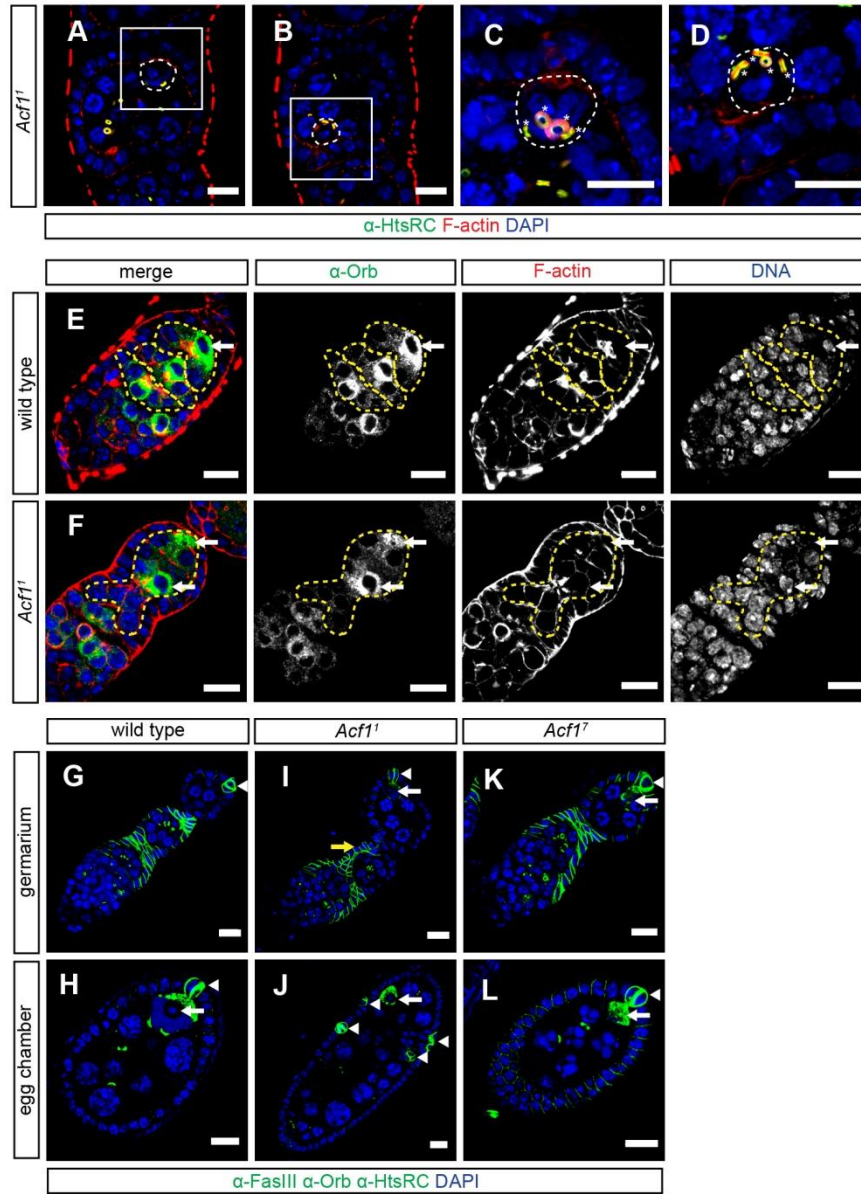 A B C D
Acf1¹
α-HtsRC F-actin DAPI
merge α-Orb F-actin DNA
E
wild type
F
Acf1¹
wild type Acf1¹ Acf1⁷
G I K
germarium
H J L
egg chamber
α-FasIII α-Orb α-HtsRC DAPI